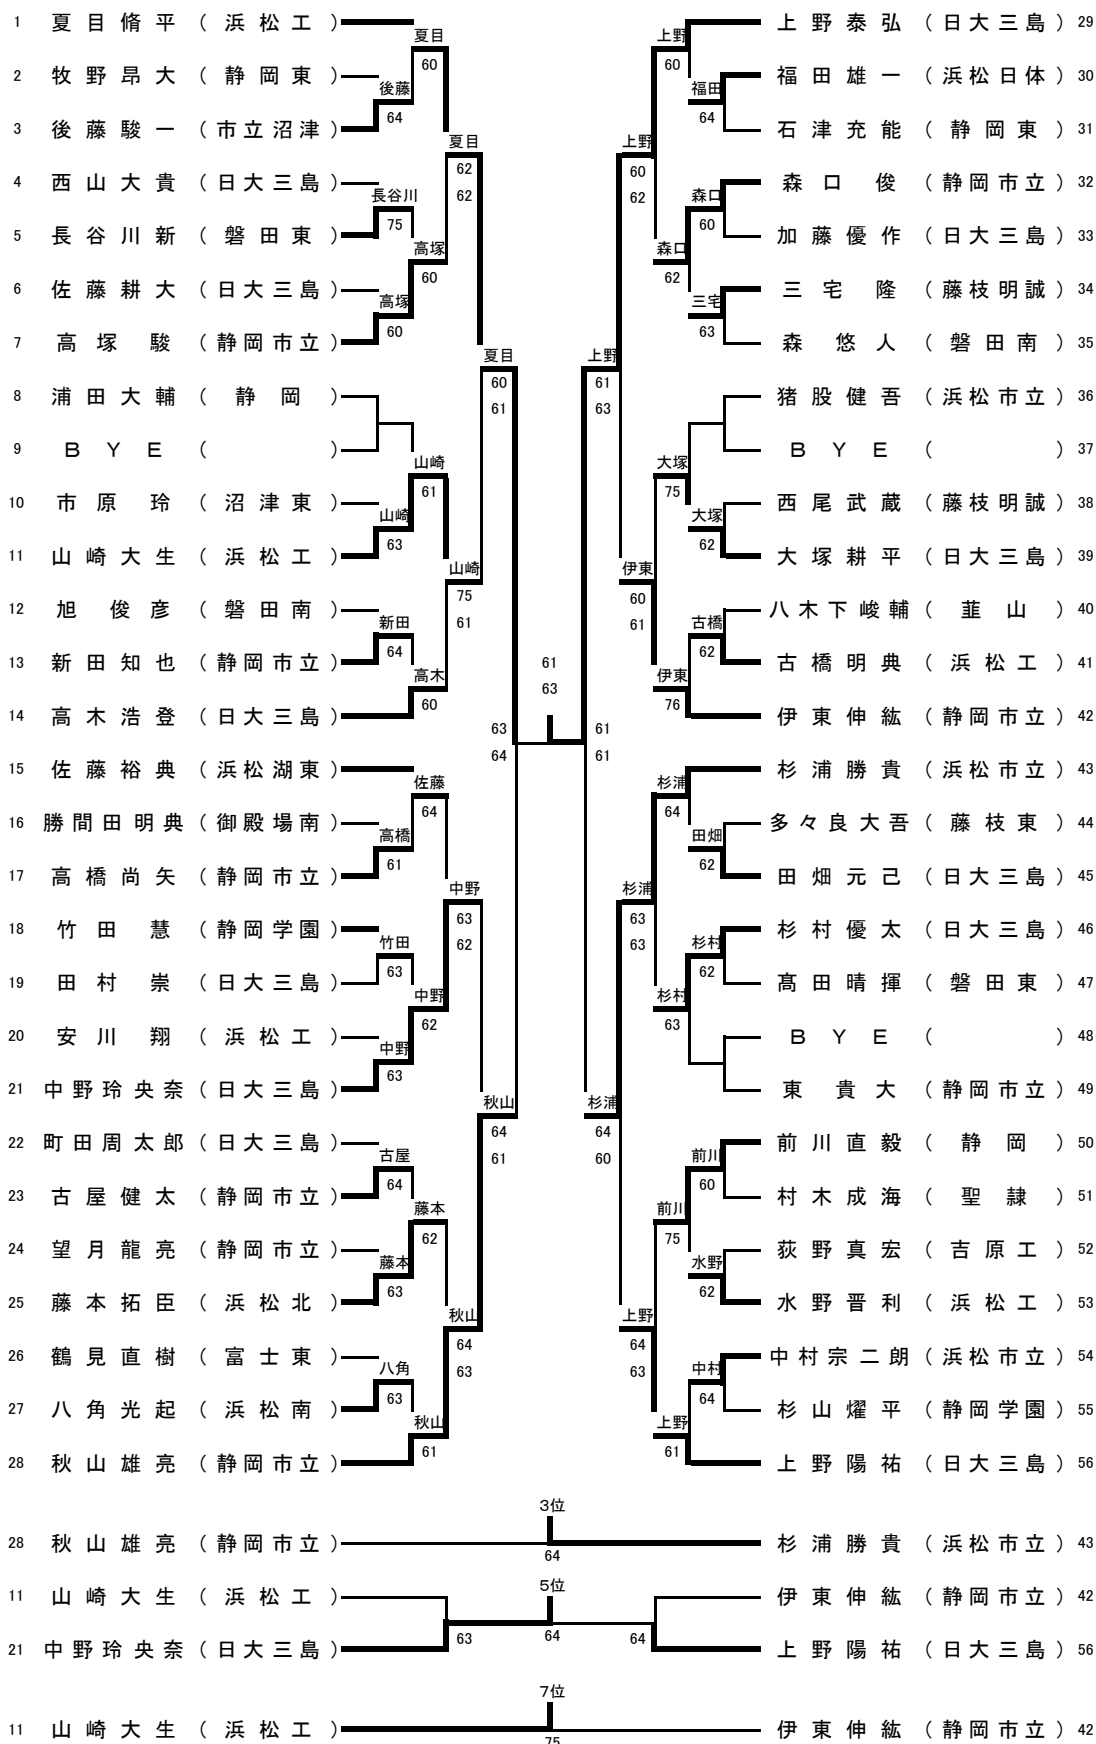 1 夏目脩平 （浜松工）
夏目
60
2 牧野昂大 （静岡東）
後藤
64
3 後藤駿一 （市立沼津）
夏目
62
62
4 西山大貴 （日大三島）
長谷川
75
5 長谷川新 （磐田東）
高塚
60
6 佐藤耕大 （日大三島）
高塚
60
7 高塚駿 （静岡市立）
夏目
60
61
8 浦田大輔 （静岡）
9 ＢＹＥ （ ）
山崎
61
10 市原玲 （沼津東）
山崎
63
11 山崎大生 （浜松工）
山崎
75
61
12 旭俊彦 （磐田南）
新田
64
13 新田知也 （静岡市立）
高木
60
14 高木浩登 （日大三島）
63
64
15 佐藤裕典 （浜松湖東）
佐藤
64
16 勝間田明典 （御殿場南）
高橋
61
17 高橋尚矢 （静岡市立）
中野
63
62
18 竹田慧 （静岡学園）
竹田
63
19 田村崇 （日大三島）
中野
62
20 安川翔 （浜松工）
中野
63
21 中野玲央奈 （日大三島）
秋山
64
61
22 町田周太郎 （日大三島）
古屋
64
23 古屋健太 （静岡市立）
藤本
62
24 望月龍亮 （静岡市立）
藤本
63
25 藤本拓臣 （浜松北）
秋山
64
63
26 鶴見直樹 （富士東）
八角
63
27 八角光起 （浜松南）
秋山
61
28 秋山雄亮 （静岡市立）
61
63
上野泰弘 （日大三島） 29
上野
60
福田雄一 （浜松日体） 30
福田
64
石津充能 （静岡東） 31
上野
60
62
森口俊 （静岡市立） 32
森口
60
加藤優作 （日大三島） 33
森口
62
三宅隆 （藤枝明誠） 34
三宅
63
森悠人 （磐田南） 35
上野
61
63
猪股健吾 （浜松市立） 36
ＢＹＥ （ ） 37
大塚
75
西尾武蔵 （藤枝明誠） 38
大塚
62
大塚耕平 （日大三島） 39
伊東
60
61
八木下峻輔 （韮山） 40
古橋
62
古橋明典 （浜松工） 41
伊東
76
伊東伸紘 （静岡市立） 42
61
61
杉浦勝貴 （浜松市立） 43
杉浦
64
多々良大吾 （藤枝東） 44
田畑
62
田畑元己 （日大三島） 45
杉浦
63
63
杉村優太 （日大三島） 46
杉村
62
髙田晴揮 （磐田東） 47
杉村
63
ＢＹＥ （ ） 48
東貴大 （静岡市立） 49
杉浦
64
60
前川直毅 （静岡） 50
前川
60
村木成海 （聖隷） 51
前川
75
荻野真宏 （吉原工） 52
水野
62
水野晋利 （浜松工） 53
上野
64
63
中村宗二朗 （浜松市立） 54
中村
64
杉山燿平 （静岡学園） 55
上野
61
上野陽祐 （日大三島） 56
3位
28 秋山雄亮 （静岡市立） 杉浦勝貴 （浜松市立） 43
64
5位
11 山崎大生 （浜松工） 伊東伸紘 （静岡市立） 42
63 64 64
21 中野玲央奈 （日大三島） 上野陽祐 （日大三島） 56
7位
11 山崎大生 （浜松工） 伊東伸紘 （静岡市立） 42
75